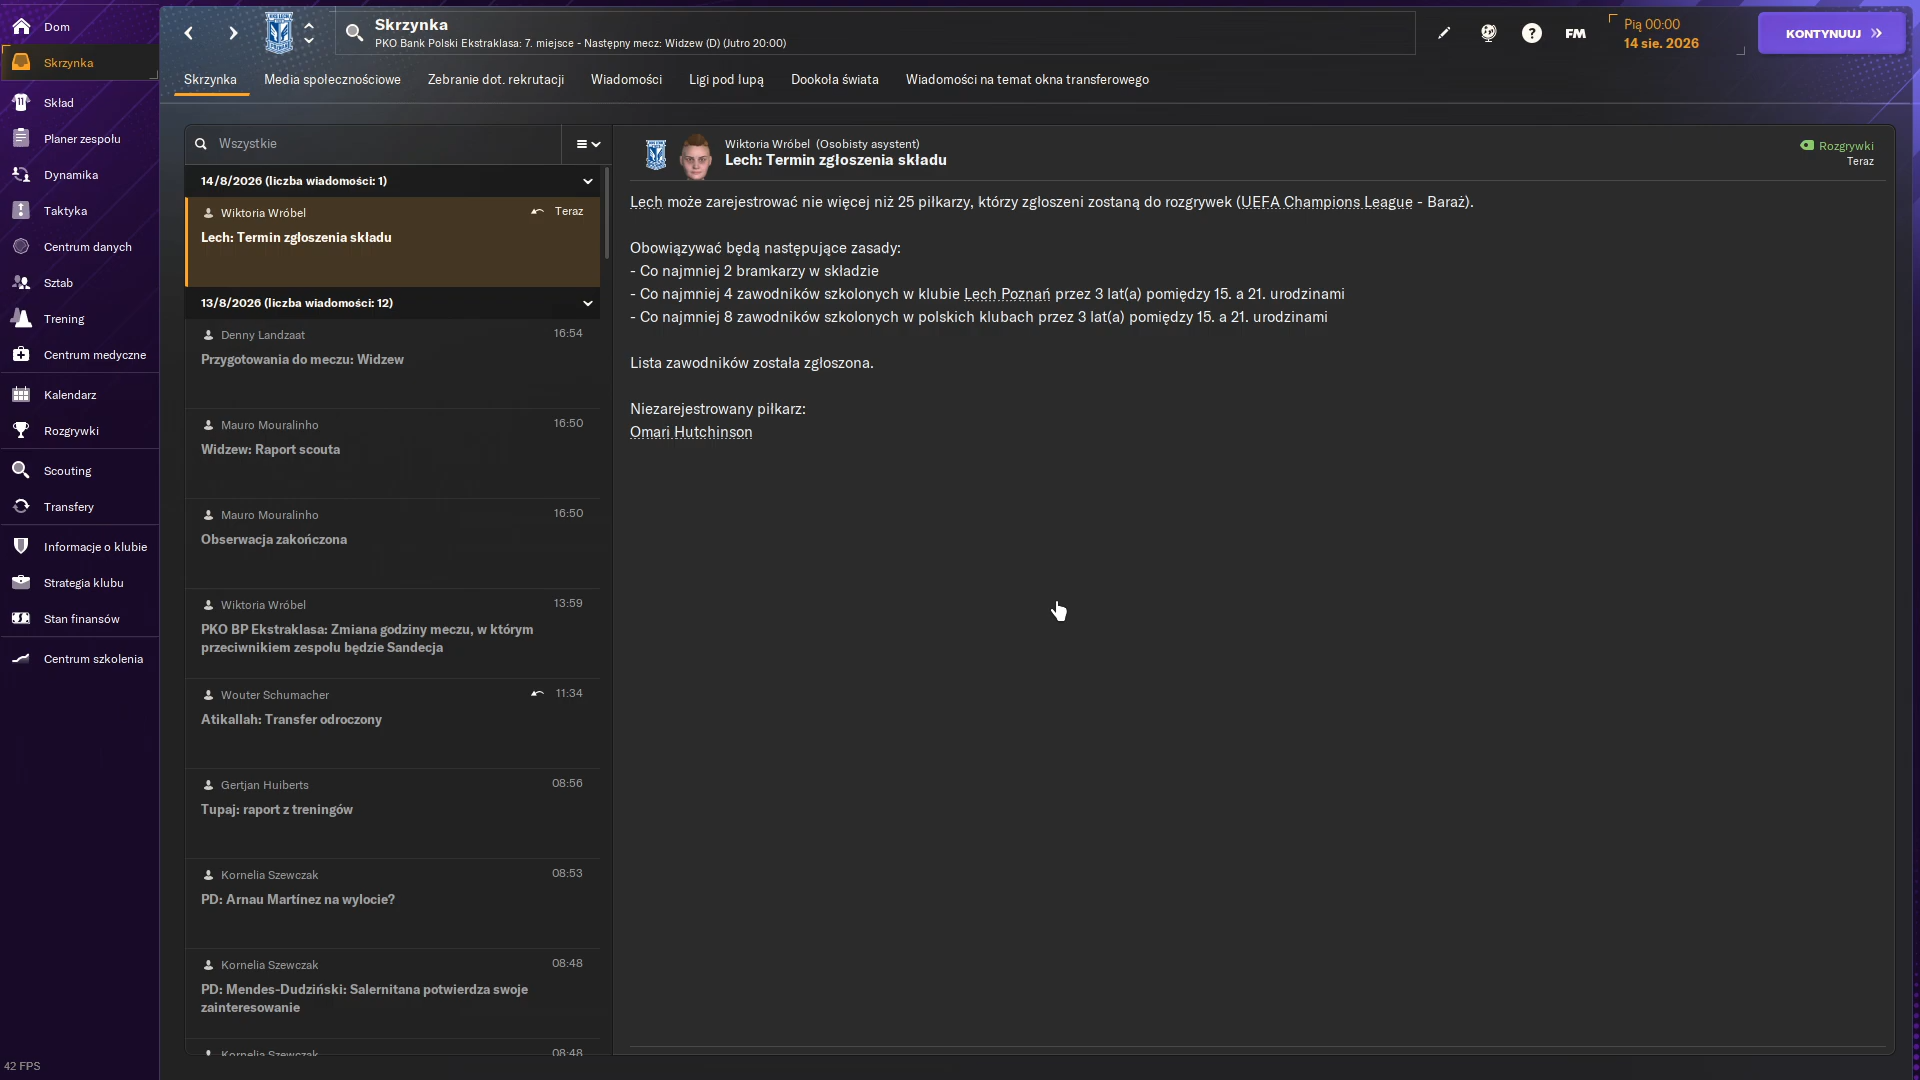 Dom
Skrzynka
Skład
Planer zespołu
Dynamika
Taktyka
Centrum danych
Sztab
Trening
Centrum medyczne
Kalendarz
Rozgrywki
Scouting
Transfery
Informacje o klubie
Strategia klubu
Stan finansów
Centrum szkolenia
42 FPS
Skrzynka
PKO Bank Polski Ekstraklasa: 7. miejsce - Następny mecz: Widzew (D) (Jutro 20:00)
FM
Pią 00:00
14 sie. 2026
KONTYNUUJ
Skrzynka Media społecznościowe Zebranie dot. rekrutacji Wiadomości Ligi pod lupą Dookoła świata Wiadomości na temat okna transferowego
Wszystkie
14/8/2026 (liczba wiadomości: 1)
Wiktoria Wróbel Teraz
Lech: Termin zgłoszenia składu
13/8/2026 (liczba wiadomości: 12)
Denny Landzaat 16:54
Przygotowania do meczu: Widzew
Mauro Mouralinho 16:50
Widzew: Raport scouta
Mauro Mouralinho 16:50
Obserwacja zakończona
Wiktoria Wróbel 13:59
PKO BP Ekstraklasa: Zmiana godziny meczu, w którym
przeciwnikiem zespołu będzie Sandecja
Wouter Schumacher 11:34
Atikallah: Transfer odroczony
Gertjan Huiberts 08:56
Tupaj: raport z treningów
Kornelia Szewczak 08:53
PD: Arnau Martínez na wylocie?
Kornelia Szewczak 08:48
PD: Mendes-Dudziński: Salernitana potwierdza swoje
zainteresowanie
Kornelia Szewczak 08:48
Wiktoria Wróbel (Osobisty asystent)
Lech: Termin zgłoszenia składu
Rozgrywki
Teraz
Lech może zarejestrować nie więcej niż 25 piłkarzy, którzy zgłoszeni zostaną do rozgrywek (UEFA Champions League - Baraż).
Obowiązywać będą następujące zasady:
- Co najmniej 2 bramkarzy w składzie
- Co najmniej 4 zawodników szkolonych w klubie Lech Poznań przez 3 lat(a) pomiędzy 15. a 21. urodzinami
- Co najmniej 8 zawodników szkolonych w polskich klubach przez 3 lat(a) pomiędzy 15. a 21. urodzinami
Lista zawodników została zgłoszona.
Niezarejestrowany piłkarz:
Omari Hutchinson